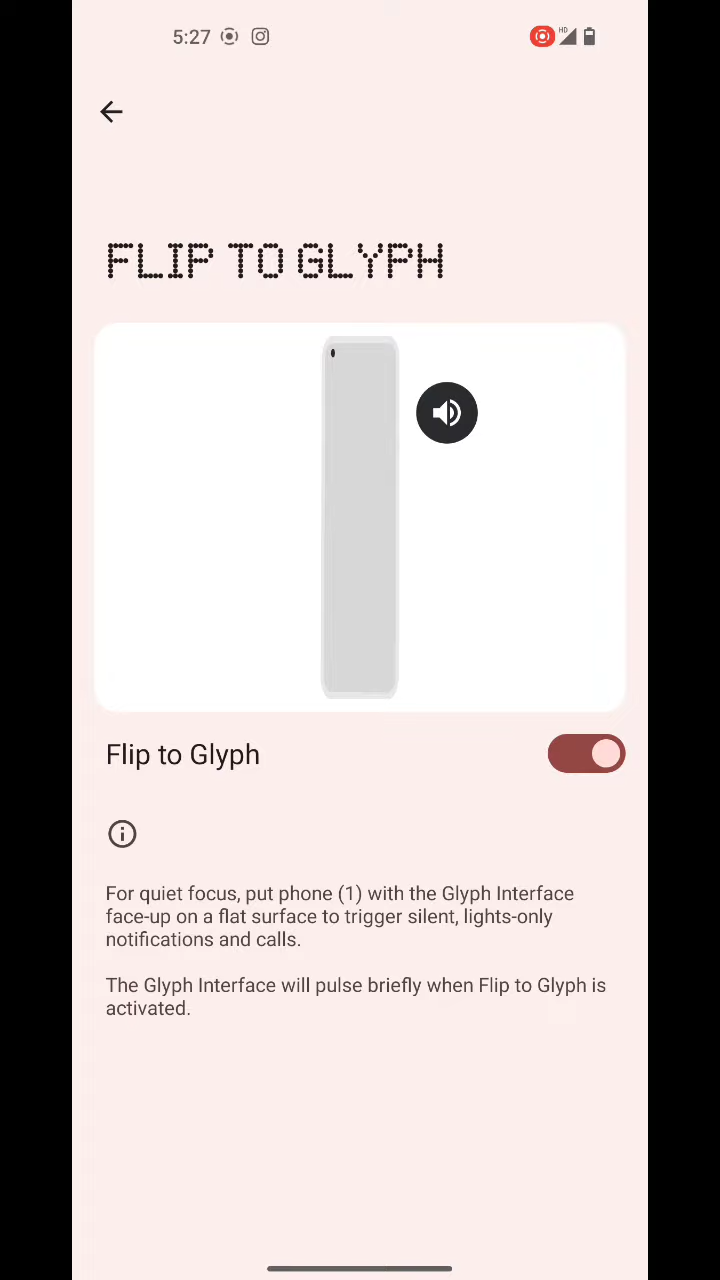 5:27
HD
FLIP TO GLYPH
Flip to Glyph
For quiet focus, put phone (1) with the Glyph Interface
face-up on a flat surface to trigger silent, lights-only
notifications and calls.
The Glyph Interface will pulse briefly when Flip to Glyph is
activated.